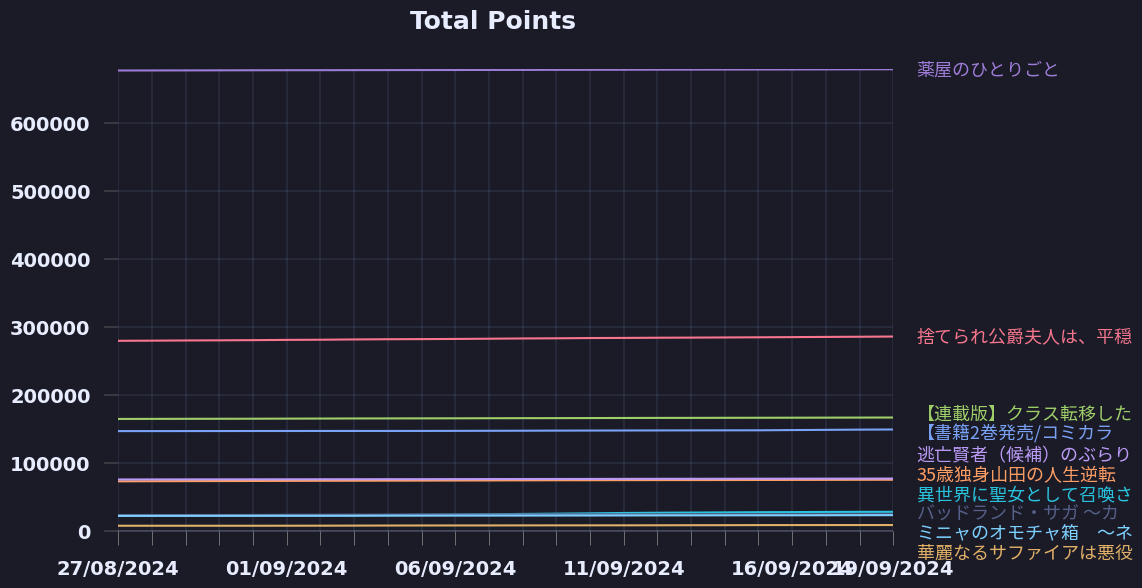 Total Points
薬屋のひとりごと
600000
500000
400000
300000
捨てられ公爵夫人は、平穏
200000
【連載版】クラス転移した
【書籍2巻発売/コミカラ
逃亡賢者（候補）のぶらり
100000
35歳独身山田の人生逆転
異世界に聖女として召喚さ
バッドランド・サガ ～カ
0
ミニャのオモチャ箱　～ネ
華麗なるサファイアは悪役
27/08/2024 01/09/2024 06/09/2024 11/09/2024 16/09/2024 19/09/2024